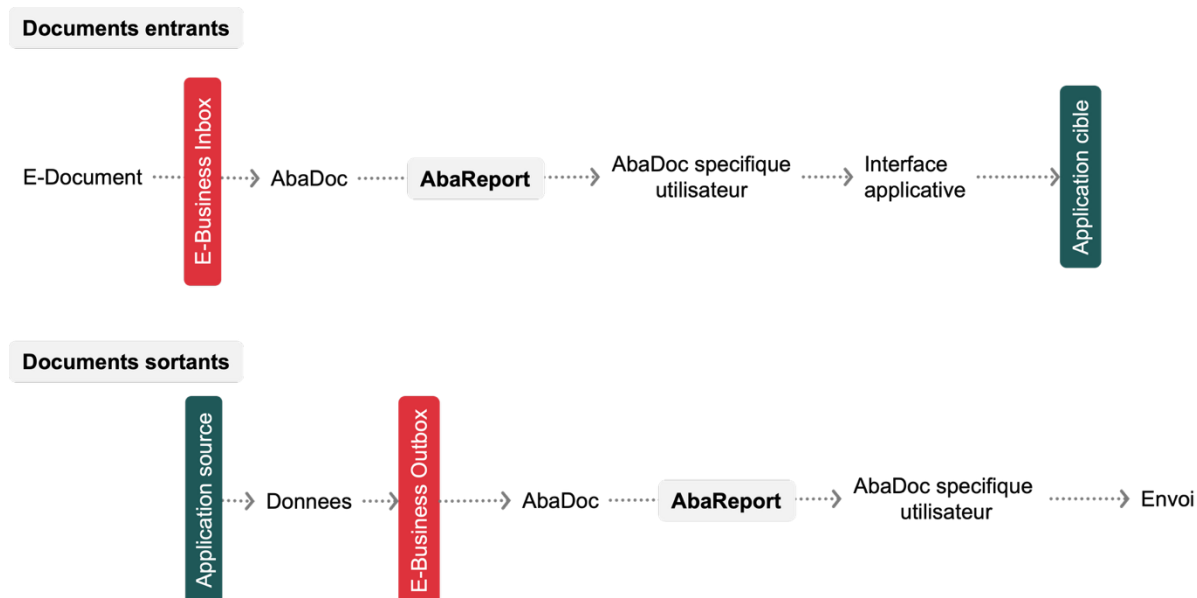 Documents entrants
E-Document
E-Business Inbox
AbaDoc
AbaReport
AbaDoc specifique
utilisateur
Interface
applicative
Application cible
Documents sortants
Application source
Donnees
E-Business Outbox
AbaDoc
AbaReport
AbaDoc specifique
utilisateur
Envoi